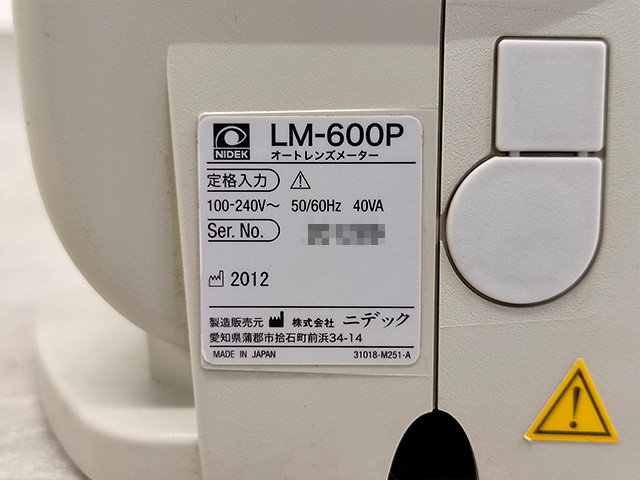 NIDEK LM-600P
オートレンズメーター
定格入力
100-240V～ 50/60Hz 40VA
Ser. No.
2012
製造販売元 株式会社 ニデック
愛知県蒲郡市拾石町前浜34-14
MADE IN JAPAN 31018-M251-A